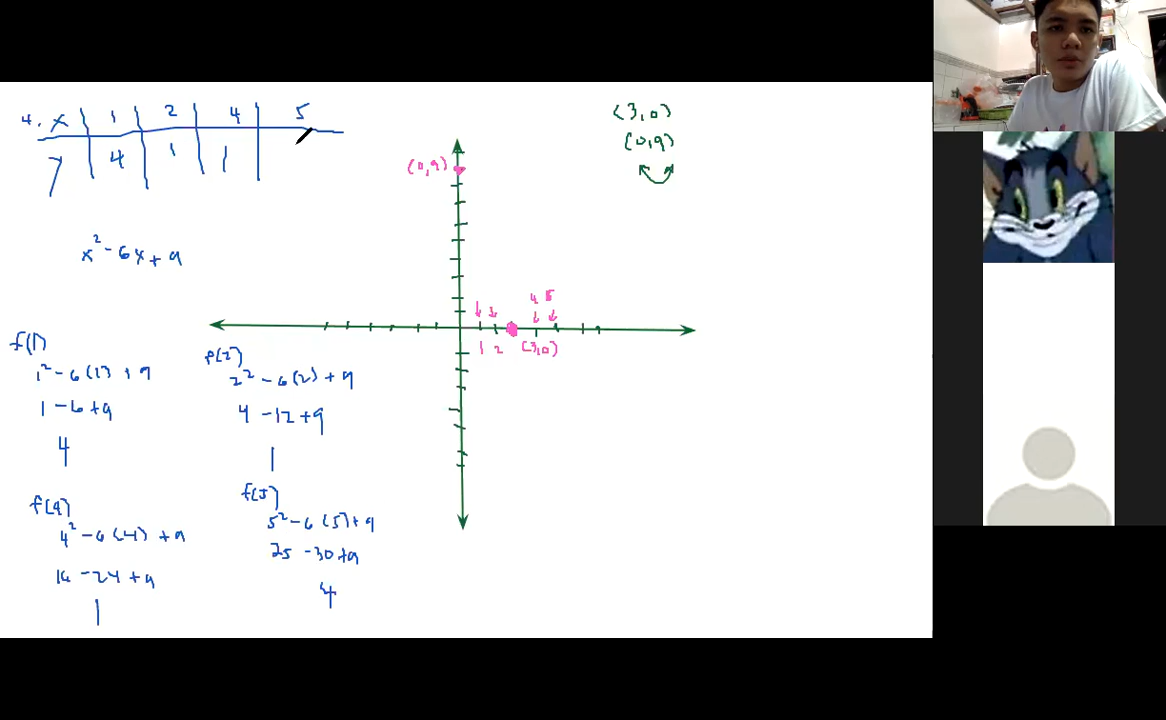 4. x 1 2 4 5
y 4 1 1
x² - 6x + 9
f(1)
1² - 6(1) + 9
1 - 6 + 9
4
f(2)
2² - 6(2) + 9
4 - 12 + 9
1
f(4)
4² - 6(4) + 9
16 - 24 + 9
1
f(5)
5² - 6(5) + 9
25 - 30 + 9
4
(0,9)
4 5
1 2 (3,0)
(3,0)
(0,9)